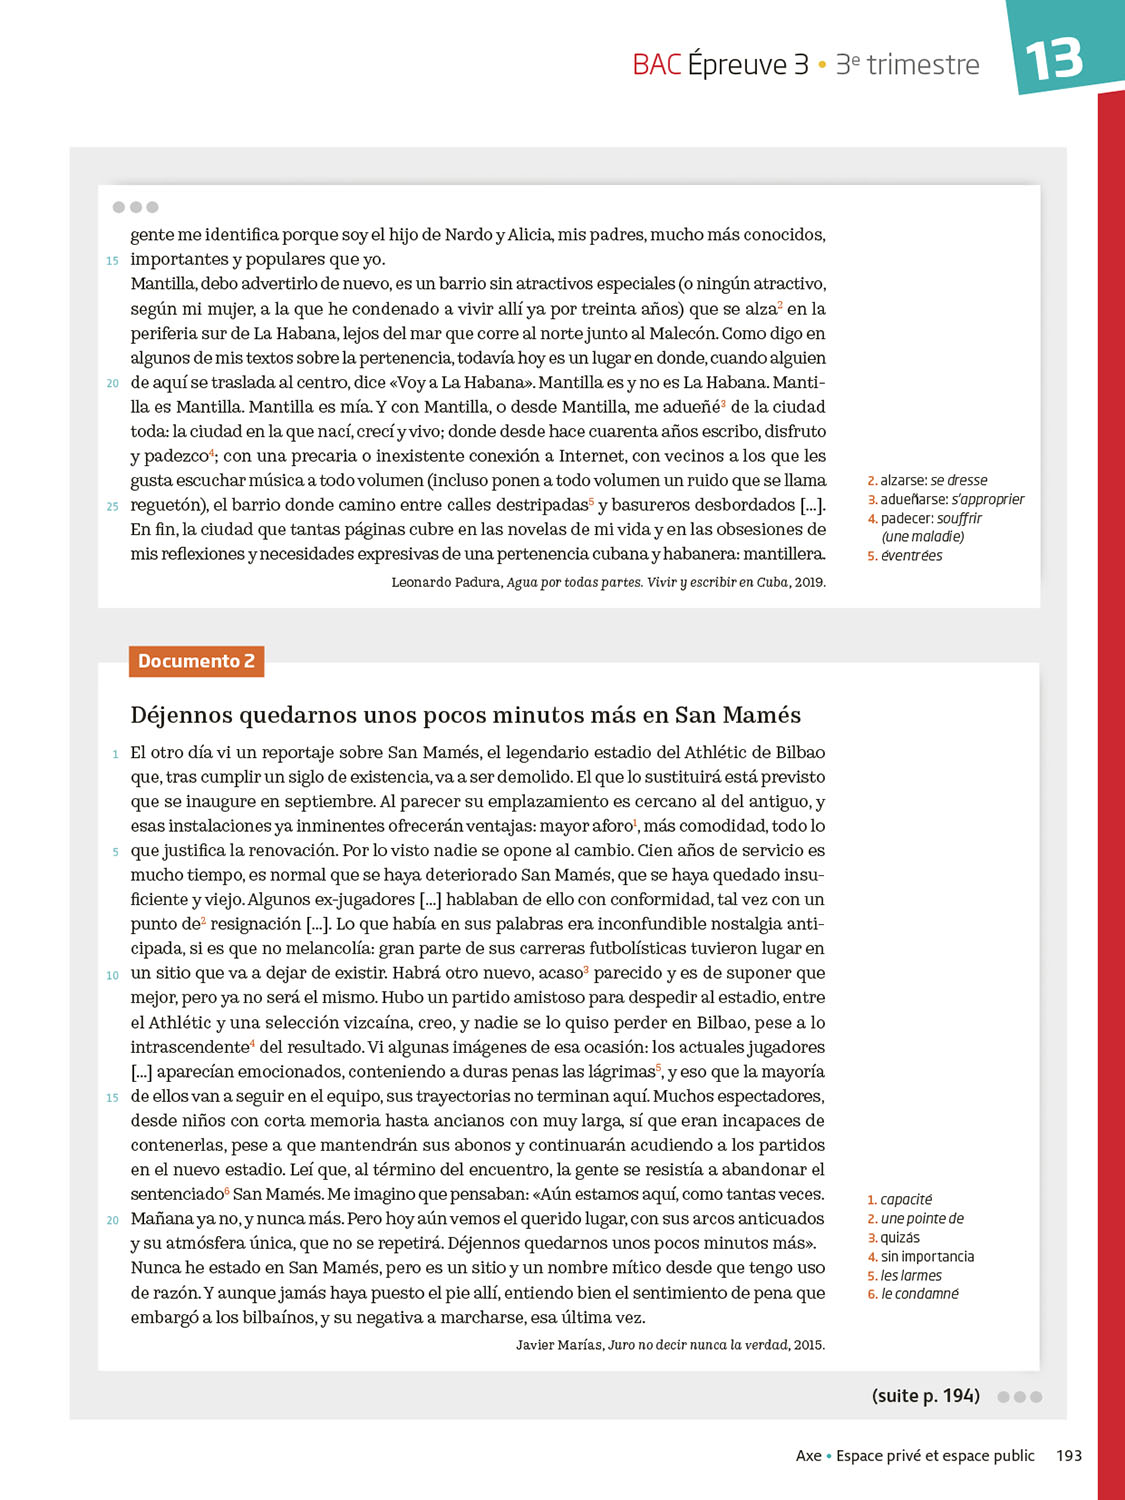 BAC Épreuve 3 • 3e trimestre
13
gente me identifica porque soy el hijo de Nardo y Alicia, mis padres, mucho más conocidos,
15 importantes y populares que yo.
Mantilla, debo advertirlo de nuevo, es un barrio sin atractivos especiales (o ningún atractivo,
según mi mujer, a la que he condenado a vivir allí ya por treinta años) que se alza2 en la
periferia sur de La Habana, lejos del mar que corre al norte junto al Malecón. Como digo en
algunos de mis textos sobre la pertenencia, todavía hoy es un lugar en donde, cuando alguien
20 de aquí se traslada al centro, dice «Voy a La Habana». Mantilla es y no es La Habana. Manti-
lla es Mantilla. Mantilla es mía. Y con Mantilla, o desde Mantilla, me adueñé3 de la ciudad
toda: la ciudad en la que nací, crecí y vivo; donde desde hace cuarenta años escribo, disfruto
y padezco4; con una precaria o inexistente conexión a Internet, con vecinos a los que les
gusta escuchar música a todo volumen (incluso ponen a todo volumen un ruido que se llama
25 reguetón), el barrio donde camino entre calles destripadas5 y basureros desbordados [...].
En fin, la ciudad que tantas páginas cubre en las novelas de mi vida y en las obsesiones de
mis reflexiones y necesidades expresivas de una pertenencia cubana y habanera: mantillera.
Leonardo Padura, Agua por todas partes. Vivir y escribir en Cuba, 2019.
2. alzarse: se dresse
3. adueñarse: s'approprier
4. padecer: souffrir
(une maladie)
5. éventrées
Documento 2
Déjennos quedarnos unos pocos minutos más en San Mamés
1 El otro día vi un reportaje sobre San Mamés, el legendario estadio del Athlétic de Bilbao
que, tras cumplir un siglo de existencia, va a ser demolido. El que lo sustituirá está previsto
que se inaugure en septiembre. Al parecer su emplazamiento es cercano al del antiguo, y
esas instalaciones ya inminentes ofrecerán ventajas: mayor aforo1, más comodidad, todo lo
5 que justifica la renovación. Por lo visto nadie se opone al cambio. Cien años de servicio es
mucho tiempo, es normal que se haya deteriorado San Mamés, que se haya quedado insu-
ficiente y viejo. Algunos ex-jugadores [...] hablaban de ello con conformidad, tal vez con un
punto de2 resignación [...]. Lo que había en sus palabras era inconfundible nostalgia anti-
cipada, si es que no melancolía: gran parte de sus carreras futbolísticas tuvieron lugar en
10 un sitio que va a dejar de existir. Habrá otro nuevo, acaso3 parecido y es de suponer que
mejor, pero ya no será el mismo. Hubo un partido amistoso para despedir al estadio, entre
el Athlétic y una selección vizcaína, creo, y nadie se lo quiso perder en Bilbao, pese a lo
intrascendente4 del resultado. Vi algunas imágenes de esa ocasión: los actuales jugadores
[...] aparecían emocionados, conteniendo a duras penas las lágrimas5, y eso que la mayoría
15 de ellos van a seguir en el equipo, sus trayectorias no terminan aquí. Muchos espectadores,
desde niños con corta memoria hasta ancianos con muy larga, sí que eran incapaces de
contenerlas, pese a que mantendrán sus abonos y continuarán acudiendo a los partidos
en el nuevo estadio. Leí que, al término del encuentro, la gente se resistía a abandonar el
sentenciado6 San Mamés. Me imagino que pensaban: «Aún estamos aquí, como tantas veces.
20 Mañana ya no, y nunca más. Pero hoy aún vemos el querido lugar, con sus arcos anticuados
y su atmósfera única, que no se repetirá. Déjennos quedarnos unos pocos minutos más».
Nunca he estado en San Mamés, pero es un sitio y un nombre mítico desde que tengo uso
de razón. Y aunque jamás haya puesto el pie allí, entiendo bien el sentimiento de pena que
embargó a los bilbaínos, y su negativa a marcharse, esa última vez.
Javier Marías, Juro no decir nunca la verdad, 2015.
1. capacité
2. une pointe de
3. quizás
4. sin importancia
5. les larmes
6. le condamné
(suite p. 194)
Axe • Espace privé et espace public 193